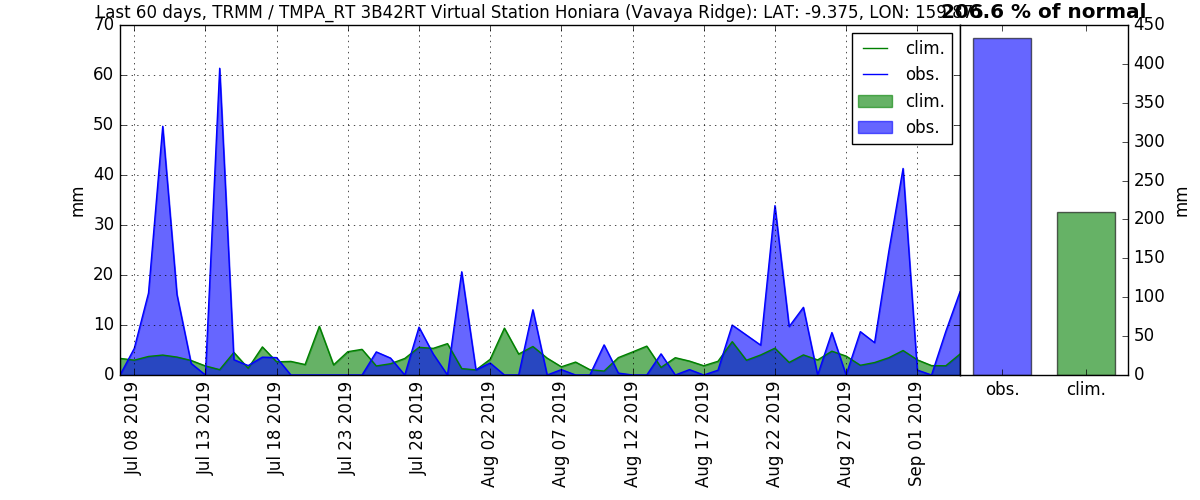 Last 60 days, TRMM / TMPA_RT 3B42RT Virtual Station Honiara (Vavaya Ridge): LAT: -9.375, LON:
206.6 % of normal
70
60
50
40
30
20
10
0
mm
clim.
obs.
clim.
obs.
Jul 08 2019
Jul 13 2019
Jul 18 2019
Jul 23 2019
Jul 28 2019
Aug 02 2019
Aug 07 2019
Aug 12 2019
Aug 17 2019
Aug 22 2019
Aug 27 2019
Sep 01 2019
450
400
350
300
250
200
150
100
50
0
mm
obs.
clim.